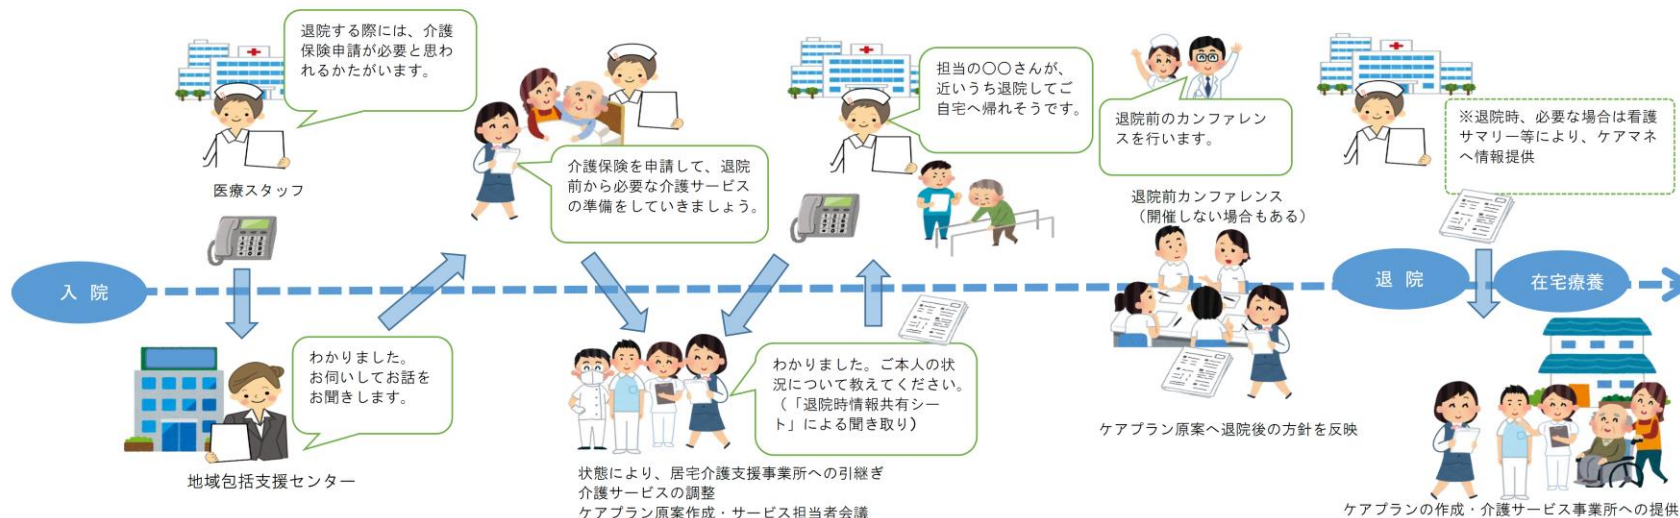 退院する際には、介護
保険申請が必要と思わ
れるかたがいます。
医療スタッフ
介護保険を申請して、退院
前から必要な介護サービス
の準備をしていきましょう。
担当の〇〇さんが、
近いうち退院してご
自宅へ帰れそうです。
退院前のカンファレン
スを行います。
退院前カンファレンス
（開催しない場合もある）
※退院時、必要な場合は看護
サマリー等により、ケアマネ
へ情報提供
入 院
退 院
在宅療養
わかりました。
お伺いしてお話を
お聞きします。
地域包括支援センター
わかりました。ご本人の状
況について教えてください。
（「退院時情報共有シー
ト」による聞き取り）
状態により、居宅介護支援事業所への引継ぎ
介護サービスの調整
ケアプラン原案作成・サービス担当者会議
ケアプラン原案へ退院後の方針を反映
ケアプランの作成・介護サービス事業所への提供